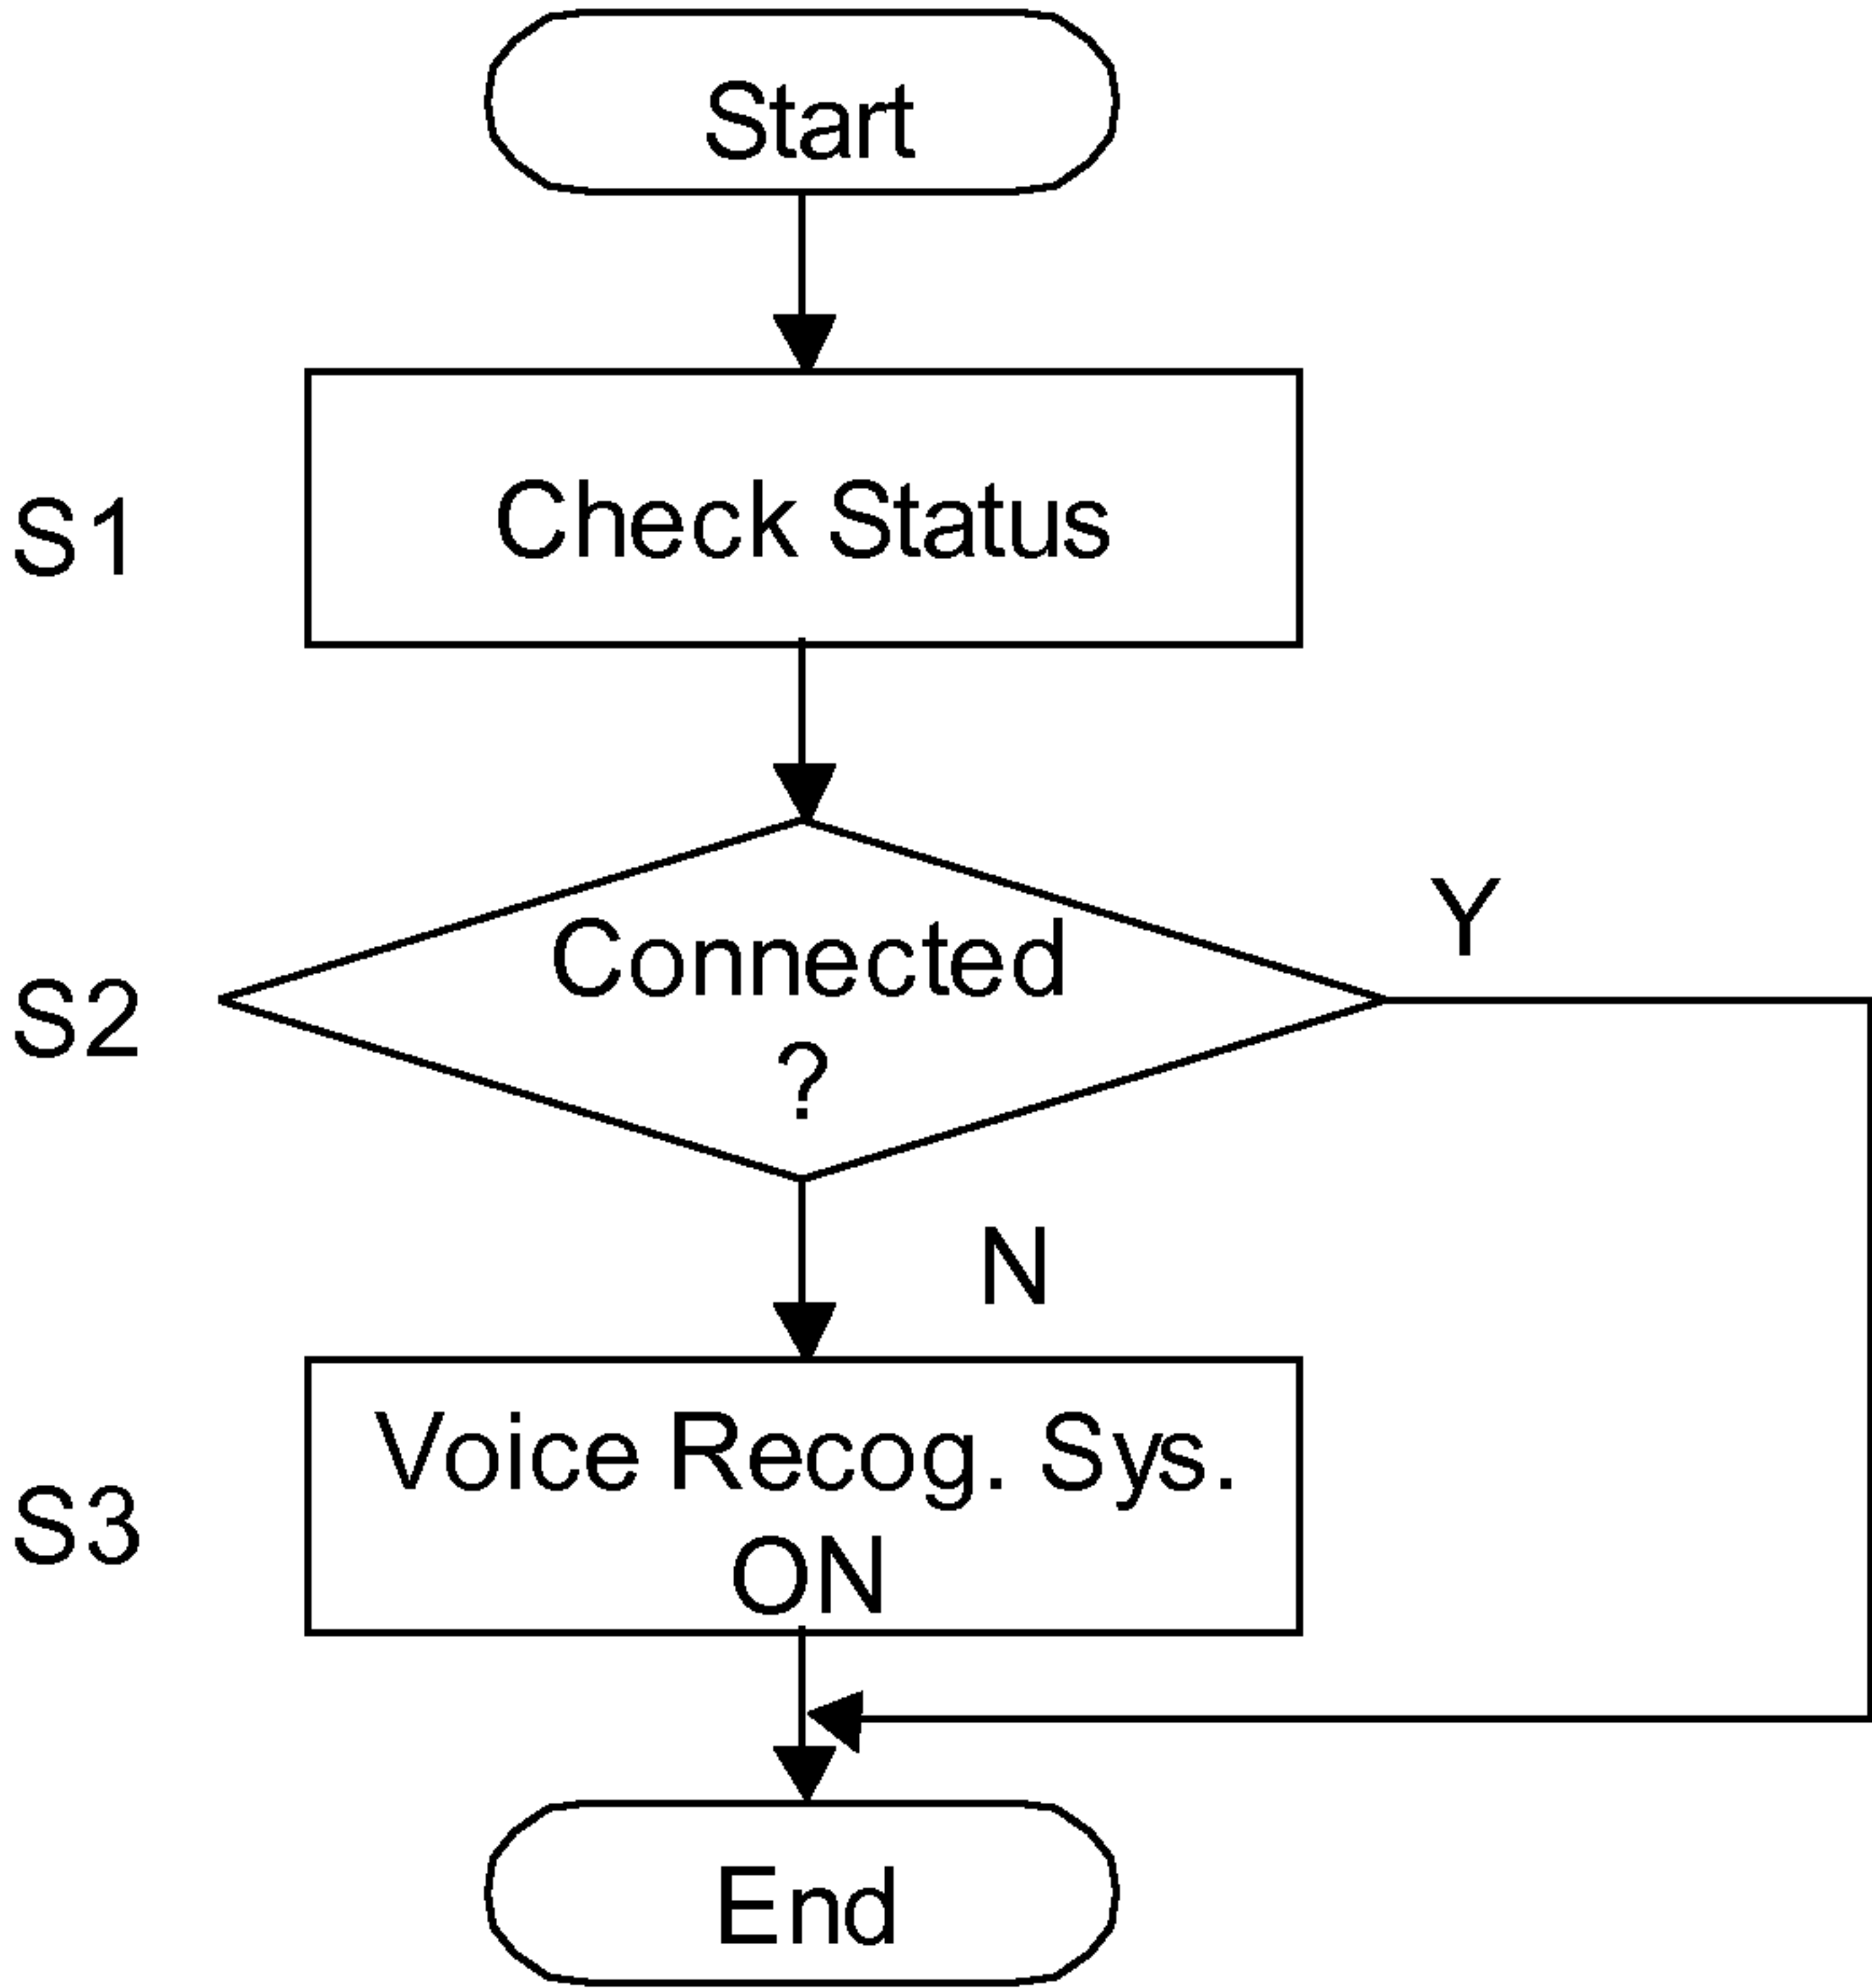 Start
S1
Check Status
S2
Connected
?
Y
N
S3
Voice Recog. Sys.
ON
End